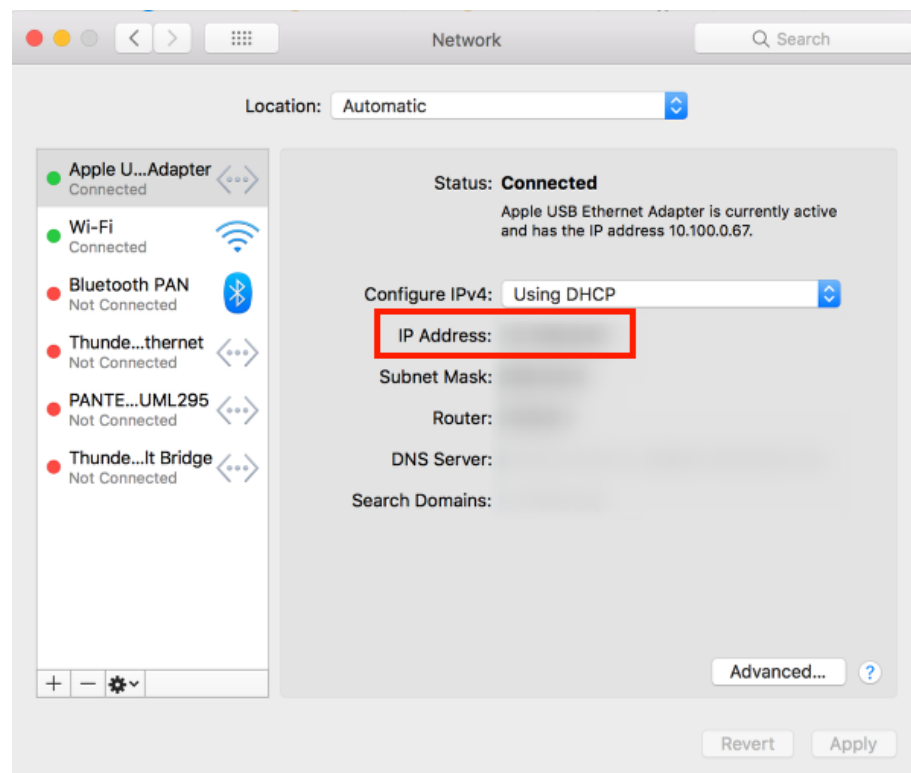 Network
Search
Location: Automatic
Apple U...Adapter
Connected
Wi-Fi
Connected
Bluetooth PAN
Not Connected
Thunde...thernet
Not Connected
PANTE...UML295
Not Connected
Thunde...lt Bridge
Not Connected
Status: Connected
Apple USB Ethernet Adapter is currently active
and has the IP address 10.100.0.67.
Configure IPv4: Using DHCP
IP Address:
Subnet Mask:
Router:
DNS Server:
Search Domains:
Advanced...
?
Revert
Apply